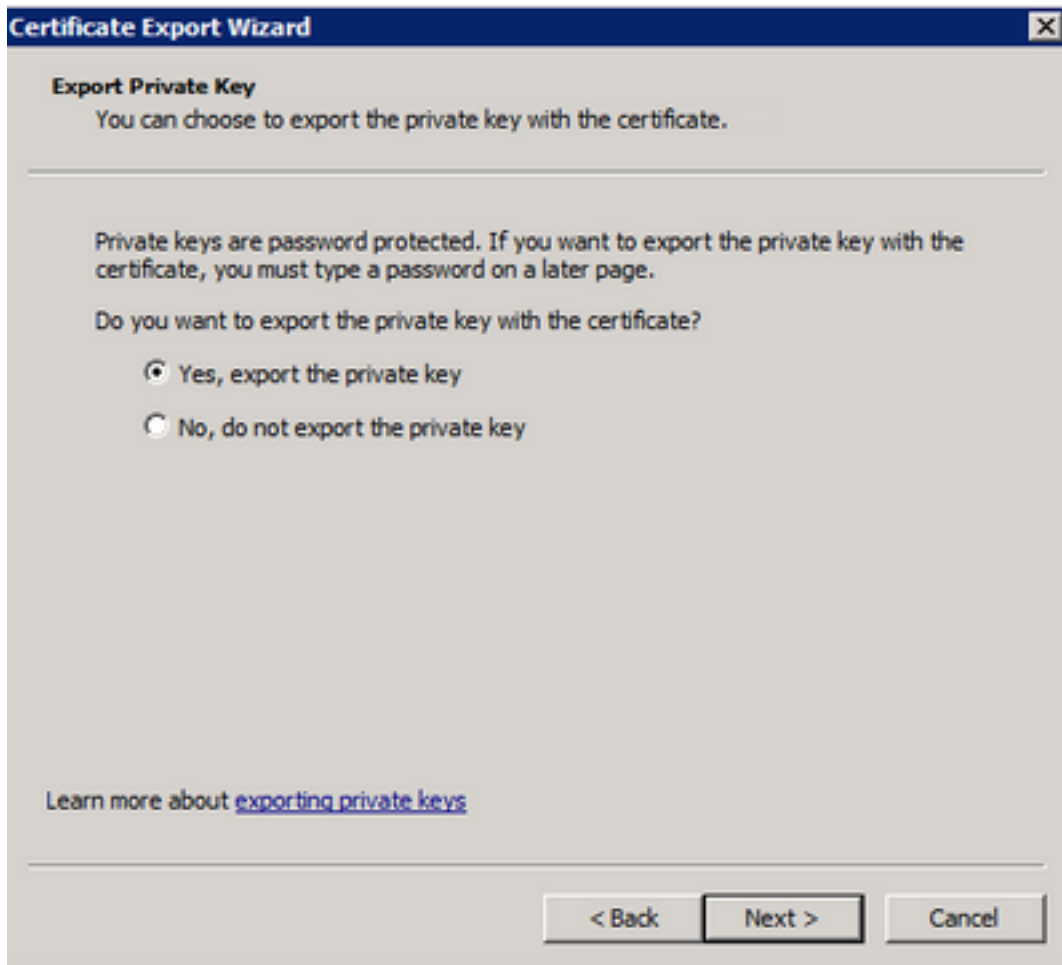 Certificate Export Wizard
Export Private Key
You can choose to export the private key with the certificate.
Private keys are password protected. If you want to export the private key with the
certificate, you must type a password on a later page.
Do you want to export the private key with the certificate?
Yes, export the private key
No, do not export the private key
Learn more about exporting private keys
< Back Next > Cancel